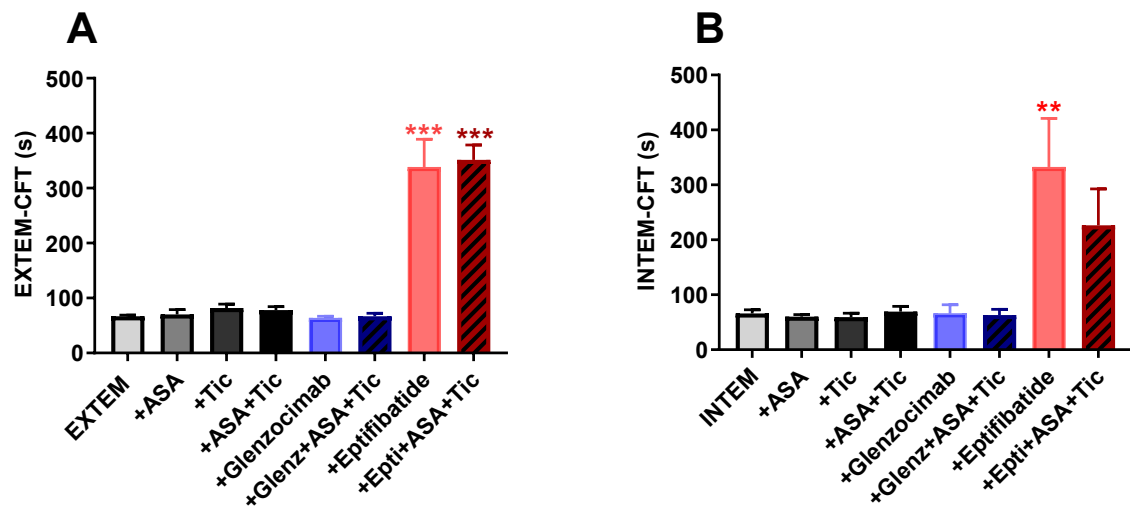 A
EXTEM-CFT (s)
500
400
300
200
100
0
***
***
EXTEM
+ASA
+Tic
+ASA+Tic
+Glenzocimab
+Glenz+ASA+Tic
+Eptifibatide
+Epti+ASA+Tic
B
INTEM-CFT (s)
500
400
300
200
100
0
**
INTEM
+ASA
+Tic
+ASA+Tic
+Glenzocimab
+Glenz+ASA+Tic
+Eptifibatide
+Epti+ASA+Tic